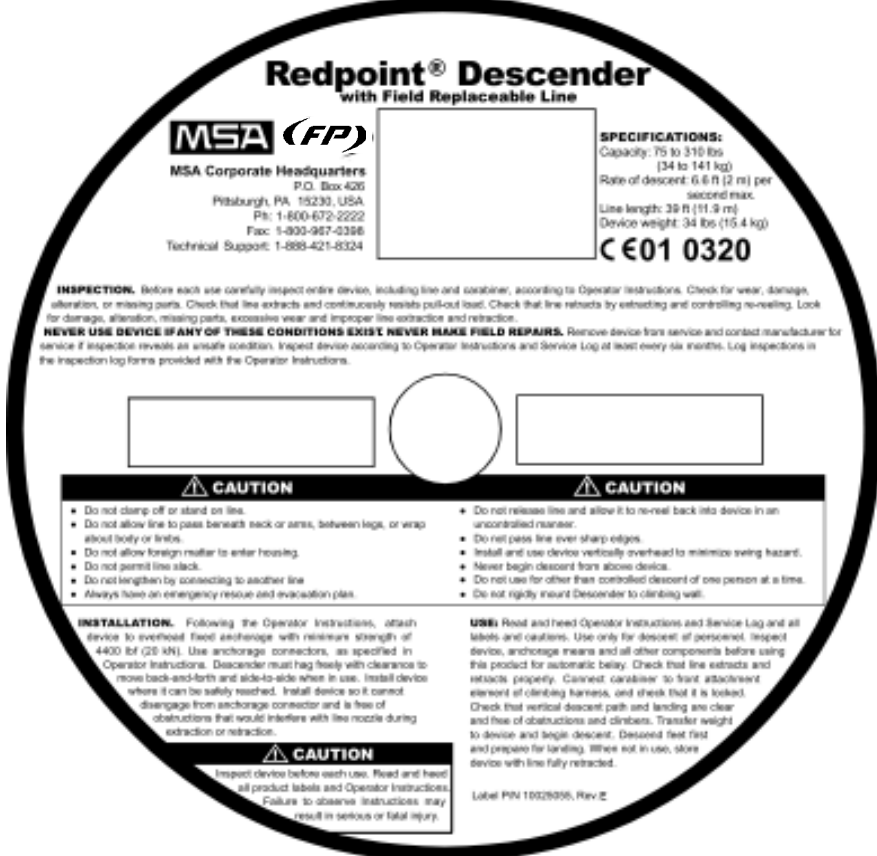 Redpoint® Descender
with Field Replaceable Line
MSA (FP)
MSA Corporate Headquarters
P.O. Box 426
Pittsburgh, PA 15230, USA
Ph: 1-800-672-2222
Fax: 1-800-967-0398
Technical Support: 1-888-421-8324
SPECIFICATIONS:
Capacity: 75 to 310 lbs
(34 to 141 kg)
Rate of descent: 6.6 ft (2 m) per
second max.
Line length: 39 ft (11.9 m)
Device weight: 34 lbs (15.4 kg)
CE01 0320
INSPECTION. Before each use carefully inspect entire device, including line and carabiner, according to Operator Instructions. Check for wear, damage,
alteration, or missing parts. Check that line extracts and continuously resists pull-out load. Check that line retracts by extracting and controlling re-reeling. Look
for damage, alteration, missing parts, excessive wear and improper line extraction and retraction.
NEVER USE DEVICE IF ANY OF THESE CONDITIONS EXIST, NEVER MAKE FIELD REPAIRS. Remove device from service and contact manufacturer for
service if inspection reveals an unsafe condition. Inspect device according to Operator Instructions and Service Log at least every six months. Log inspections in
the inspection log forms provided with the Operator Instructions.
⚠ CAUTION
• Do not clamp off or stand on line.
• Do not allow line to pass beneath neck or arms, between legs, or wrap
about body or limbs.
• Do not allow foreign matter to enter housing.
• Do not permit line slack.
• Do not lengthen by connecting to another line
• Always have an emergency rescue and evacuation plan.
⚠ CAUTION
• Do not release line and allow it to re-reel back into device in an
uncontrolled manner.
• Do not pass line over sharp edges.
• Install and use device vertically overhead to minimize swing hazard.
• Never begin descent from above device.
• Do not use for other than controlled descent of one person at a time.
• Do not rigidly mount Descender to climbing wall.
INSTALLATION. Following the Operator Instructions, attach
device to overhead fixed anchorage with minimum strength of
4400 lbf (20 kN). Use anchorage connectors, as specified in
Operator Instructions. Descender must hag freely with clearance to
move back-and-forth and side-to-side when in use. Install device
where it can be safely reached. Install device so it cannot
disengage from anchorage connector and is free of
obstructions that would interfere with line nozzle during
extraction or retraction.
⚠ CAUTION
Inspect device before each use. Read and heed
all product labels and Operator Instructions.
Failure to observe instructions may
result in serious or fatal injury.
USE: Read and heed Operator Instructions and Service Log and all
labels and cautions. Use only for descent of personnel. Inspect
device, anchorage means and all other components before using
this product for automatic belay. Check that line extracts and
retracts properly. Connect carabiner to front attachment
element of climbing harness, and check that it is locked.
Check that vertical descent path and landing are clear
and free of obstructions and climbers. Transfer weight
to device and begin descent. Descend feet first
and prepare for landing. When not in use, store
device with line fully retracted.
Label P/N 10029055, Rev.E